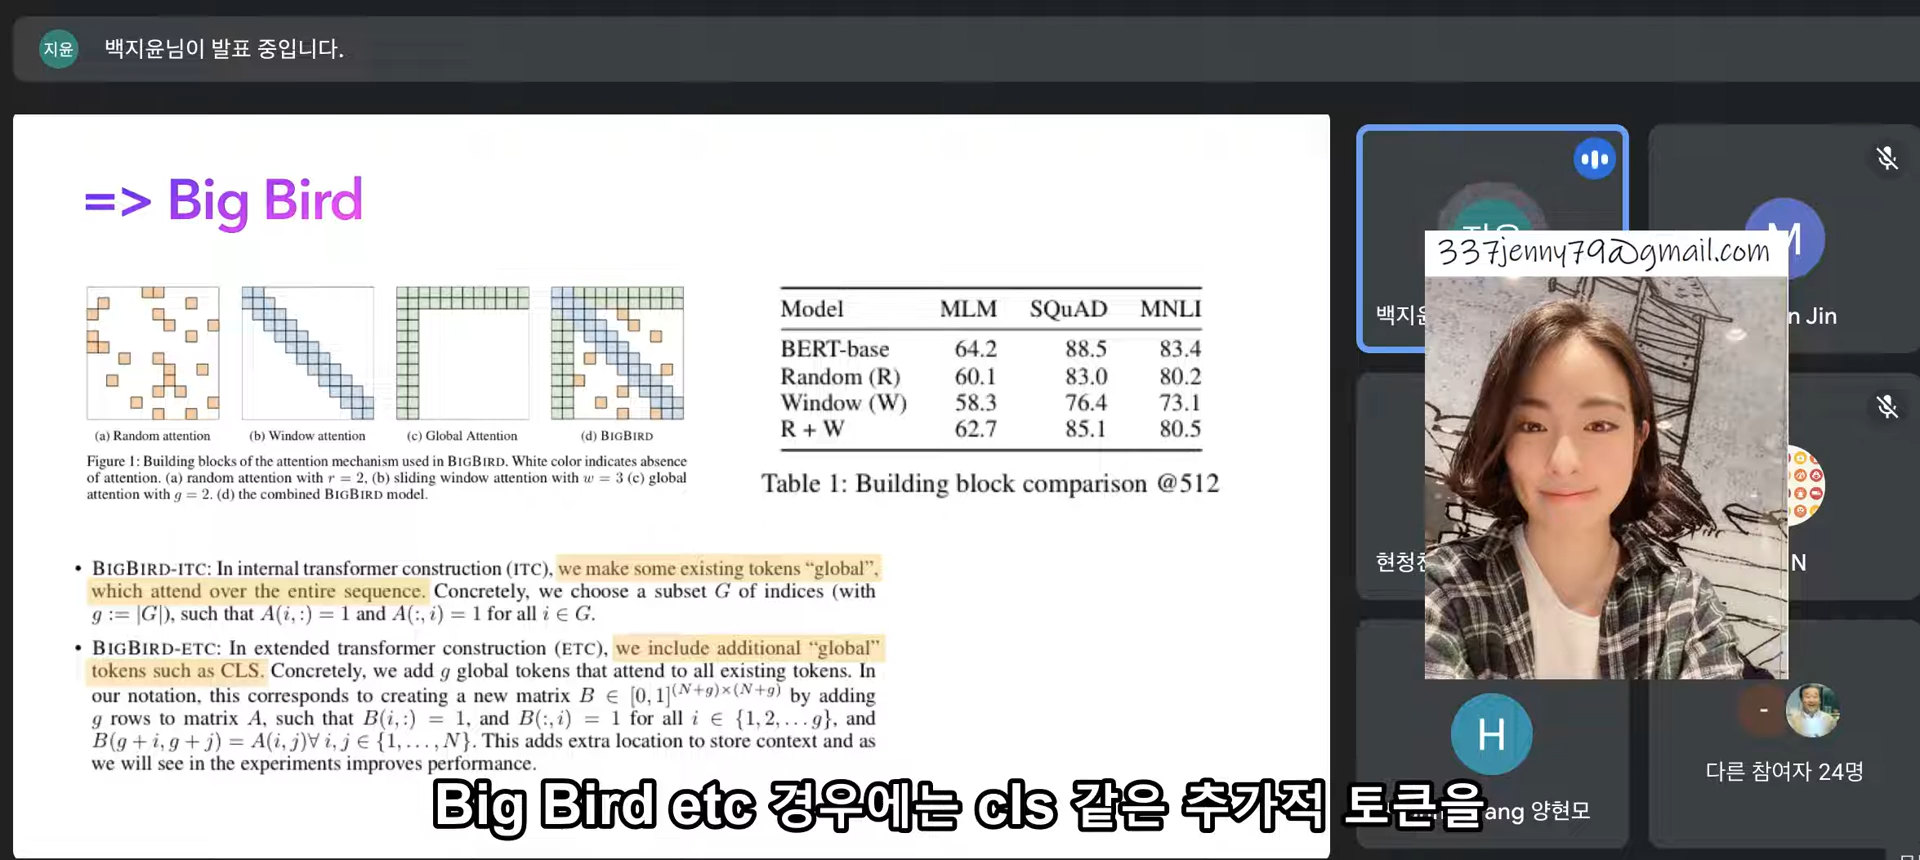 지윤
백지윤님이 발표 중입니다.
=> Big Bird
(a) Random attention
(b) Window attention
(c) Global Attention
(d) BIGBIRD
Figure 1: Building blocks of the attention mechanism used in BIGBIRD. White color indicates absence
of attention. (a) random attention with r = 2, (b) sliding window attention with w = 3 (c) global
attention with g = 2. (d) the combined BIGBIRD model.
Model MLM SQuAD MNLI
BERT-base 64.2 88.5 83.4
Random (R) 60.1 83.0 80.2
Window (W) 58.3 76.4 73.1
R + W 62.7 85.1 80.5
Table 1: Building block comparison @512
• BIGBIRD-ITC: In internal transformer construction (ITC), we make some existing tokens “global”,
which attend over the entire sequence. Concretely, we choose a subset G of indices (with
g := |G|), such that A(i, :) = 1 and A(:, i) = 1 for all i ∈ G.
• BIGBIRD-ETC: In extended transformer construction (ETC), we include additional “global”
tokens such as CLS. Concretely, we add g global tokens that attend to all existing tokens. In
our notation, this corresponds to creating a new matrix B ∈ [0, 1]^(N+g)×(N+g) by adding
g rows to matrix A, such that B(i, :) = 1, and B(:, i) = 1 for all i ∈ {1, 2, . . . g}, and
B(g + i, g + j) = A(i, j)∀ i, j ∈ {1, . . . , N}. This adds extra location to store context and as
we will see in the experiments improves performance.
337jenny79@gmail.com
M
백지윤
n Jin
현청천
N
H
ang 양현모
-
다른 참여자 24명
Big Bird etc 경우에는 cls 같은 추가적 토큰을